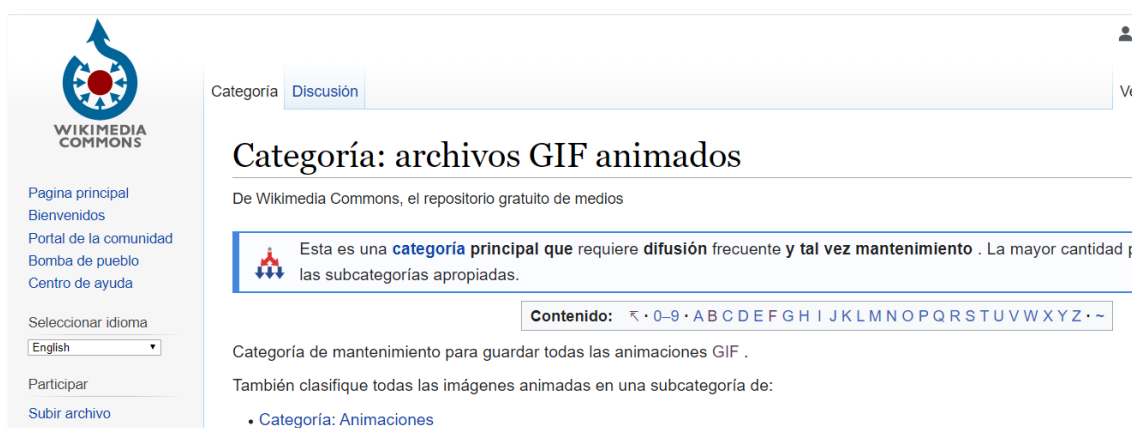 WIKIMEDIA
COMMONS
Pagina principal
Bienvenidos
Portal de la comunidad
Bomba de pueblo
Centro de ayuda
Seleccionar idioma
English
Participar
Subir archivo
Categoría Discusión
Categoría: archivos GIF animados
De Wikimedia Commons, el repositorio gratuito de medios
Esta es una categoría principal que requiere difusión frecuente y tal vez mantenimiento . La mayor cantidad
las subcategorías apropiadas.
Contenido: ↸ · 0–9 · A B C D E F G H I J K L M N O P Q R S T U V W X Y Z · ~
Categoría de mantenimiento para guardar todas las animaciones GIF .
También clasifique todas las imágenes animadas en una subcategoría de:
• Categoría: Animaciones